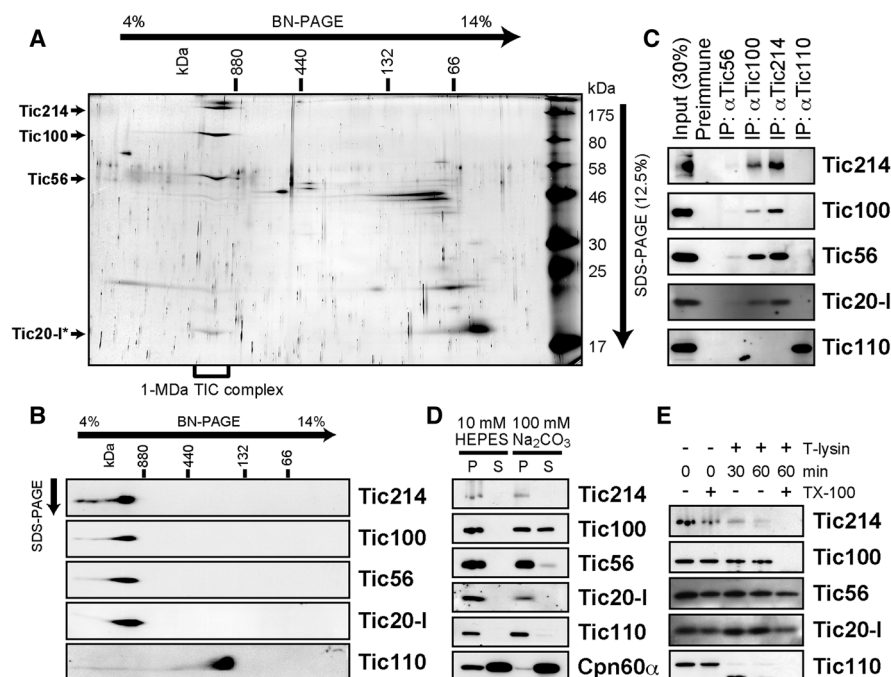 A
4% BN-PAGE 14%
kDa 880 440 132 66
Tic214
Tic100
Tic56
Tic20-I*
kDa
175
80
58
46
30
25
17
SDS-PAGE (12.5%)
1-MDa TIC complex
B
4% BN-PAGE 14%
kDa 880 440 132 66
SDS-PAGE
Tic214
Tic100
Tic56
Tic20-I
Tic110
C
Input (30%)
Preimmune
IP: αTic56
IP: αTic100
IP: αTic214
IP: αTic110
Tic214
Tic100
Tic56
Tic20-I
Tic110
D
10 mM 100 mM
HEPES Na₂CO₃
P S P S
Tic214
Tic100
Tic56
Tic20-I
Tic110
Cpn60α
E
- - + + + T-lysin
0 0 30 60 60 min
- + - - + TX-100
Tic214
Tic100
Tic56
Tic20-I
Tic110